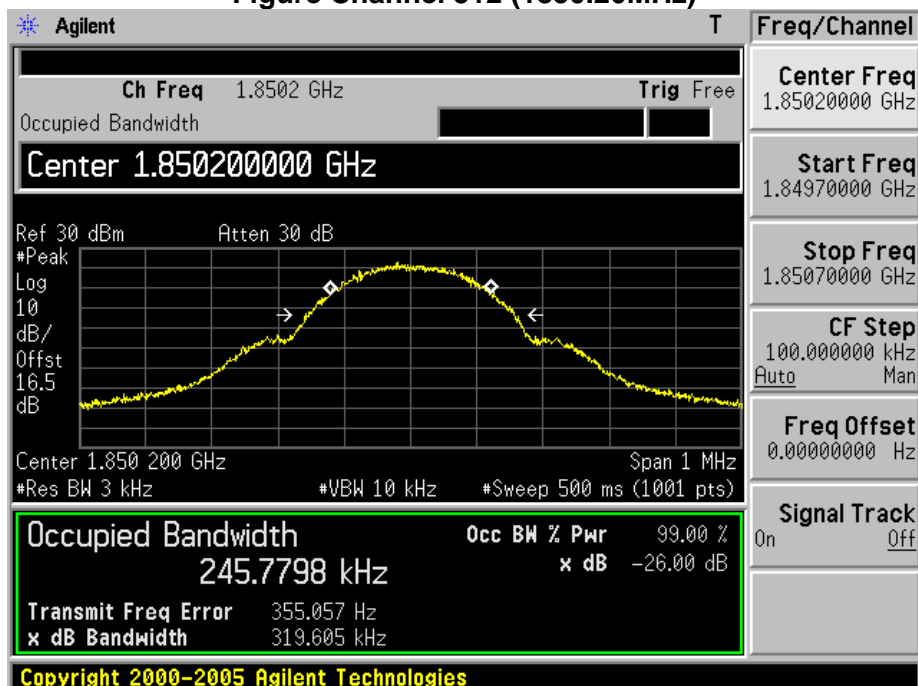 Agilent T Freq/Channel
Ch Freq 1.8502 GHz Trig Free
Occupied Bandwidth
Center 1.850200000 GHz
Ref 30 dBm Atten 30 dB
#Peak
Log
10
dB/
Offst
16.5
dB
Center 1.850 200 GHz Span 1 MHz
#Res BW 3 kHz #VBW 10 kHz #Sweep 500 ms (1001 pts)
Occupied Bandwidth Occ BW % Pwr 99.00 %
245.7798 kHz x dB -26.00 dB
Transmit Freq Error 355.057 Hz
x dB Bandwidth 319.605 kHz
Copyright 2000-2005 Agilent Technologies
Center Freq
1.85020000 GHz
Start Freq
1.84970000 GHz
Stop Freq
1.85070000 GHz
CF Step
100.000000 kHz
Auto Man
Freq Offset
0.00000000 Hz
Signal Track
On Off